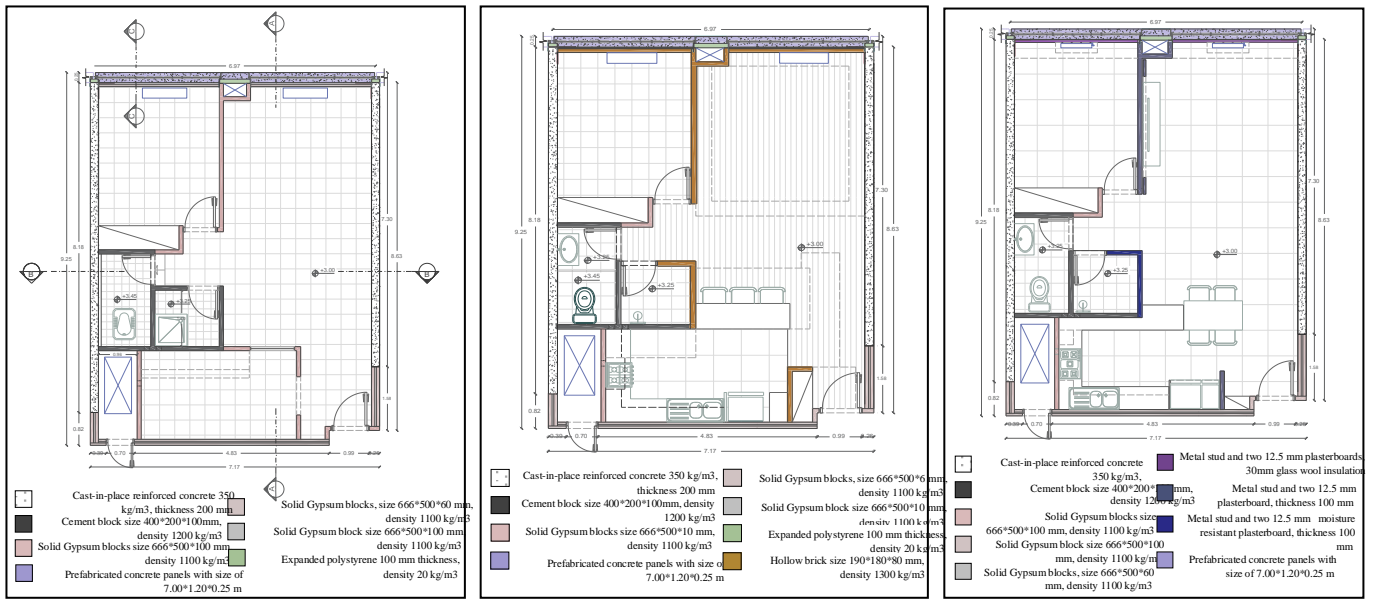 C
A
6.97
9.25
8.18
7.30
8.63
+3.00
B
B
+3.45
+3.25
0.82
0.70
4.83
0.99
7.17
A
Cast-in-place reinforced concrete 350
kg/m3, thickness 200 mm
Cement block size 400*200*100mm,
density 1200 kg/m3
Solid Gypsum blocks size 666*500*100 mm,
density 1100 kg/m3
Prefabricated concrete panels with size of
7.00*1.20*0.25 m
Solid Gypsum blocks, size 666*500*60 mm,
density 1100 kg/m3
Solid Gypsum block size 666*500*100 mm,
density 1100 kg/m3
Expanded polystyrene 100 mm thickness,
density 20 kg/m3
6.97
9.25
8.18
7.30
8.63
+3.00
+3.45
+3.25
0.82
0.70
4.83
0.99
7.17
Cast-in-place reinforced concrete 350 kg/m3,
thickness 200 mm
Cement block size 400*200*100mm, density
1200 kg/m3
Solid Gypsum blocks size 666*500*10 mm,
density 1100 kg/m3
Prefabricated concrete panels with size of
7.00*1.20*0.25 m
Solid Gypsum blocks, size 666*500*6 mm,
density 1100 kg/m3
Solid Gypsum block size 666*500*10 mm,
density 1100 kg/m3
Expanded polystyrene 100 mm thickness,
density 20 kg/m3
Hollow brick size 190*180*80 mm,
density 1300 kg/m3
6.97
9.25
8.18
7.30
8.63
+3.00
+3.25
0.82
0.70
4.83
0.99
7.17
Cast-in-place reinforced concrete
350 kg/m3,
Cement block size 400*200* mm,
density 1200 kg/m3
Solid Gypsum blocks size
666*500*100 mm, density 1100 kg/m3
Solid Gypsum blocks size 666*500*100
mm, density 1100 kg/m
Solid Gypsum blocks size 666*500*60
mm, density 1100 kg/m3
Metal stud and two 12.5 mm plasterboards,
30mm glass wool insulation
Metal stud and two 12.5 mm
plasterboard, thickness 100 mm
Metal stud and two 12.5 mm moisture
resistant plasterboard, thickness 100
mm
Prefabricated concrete panels with
size of 7.00*1.20*0.25 m